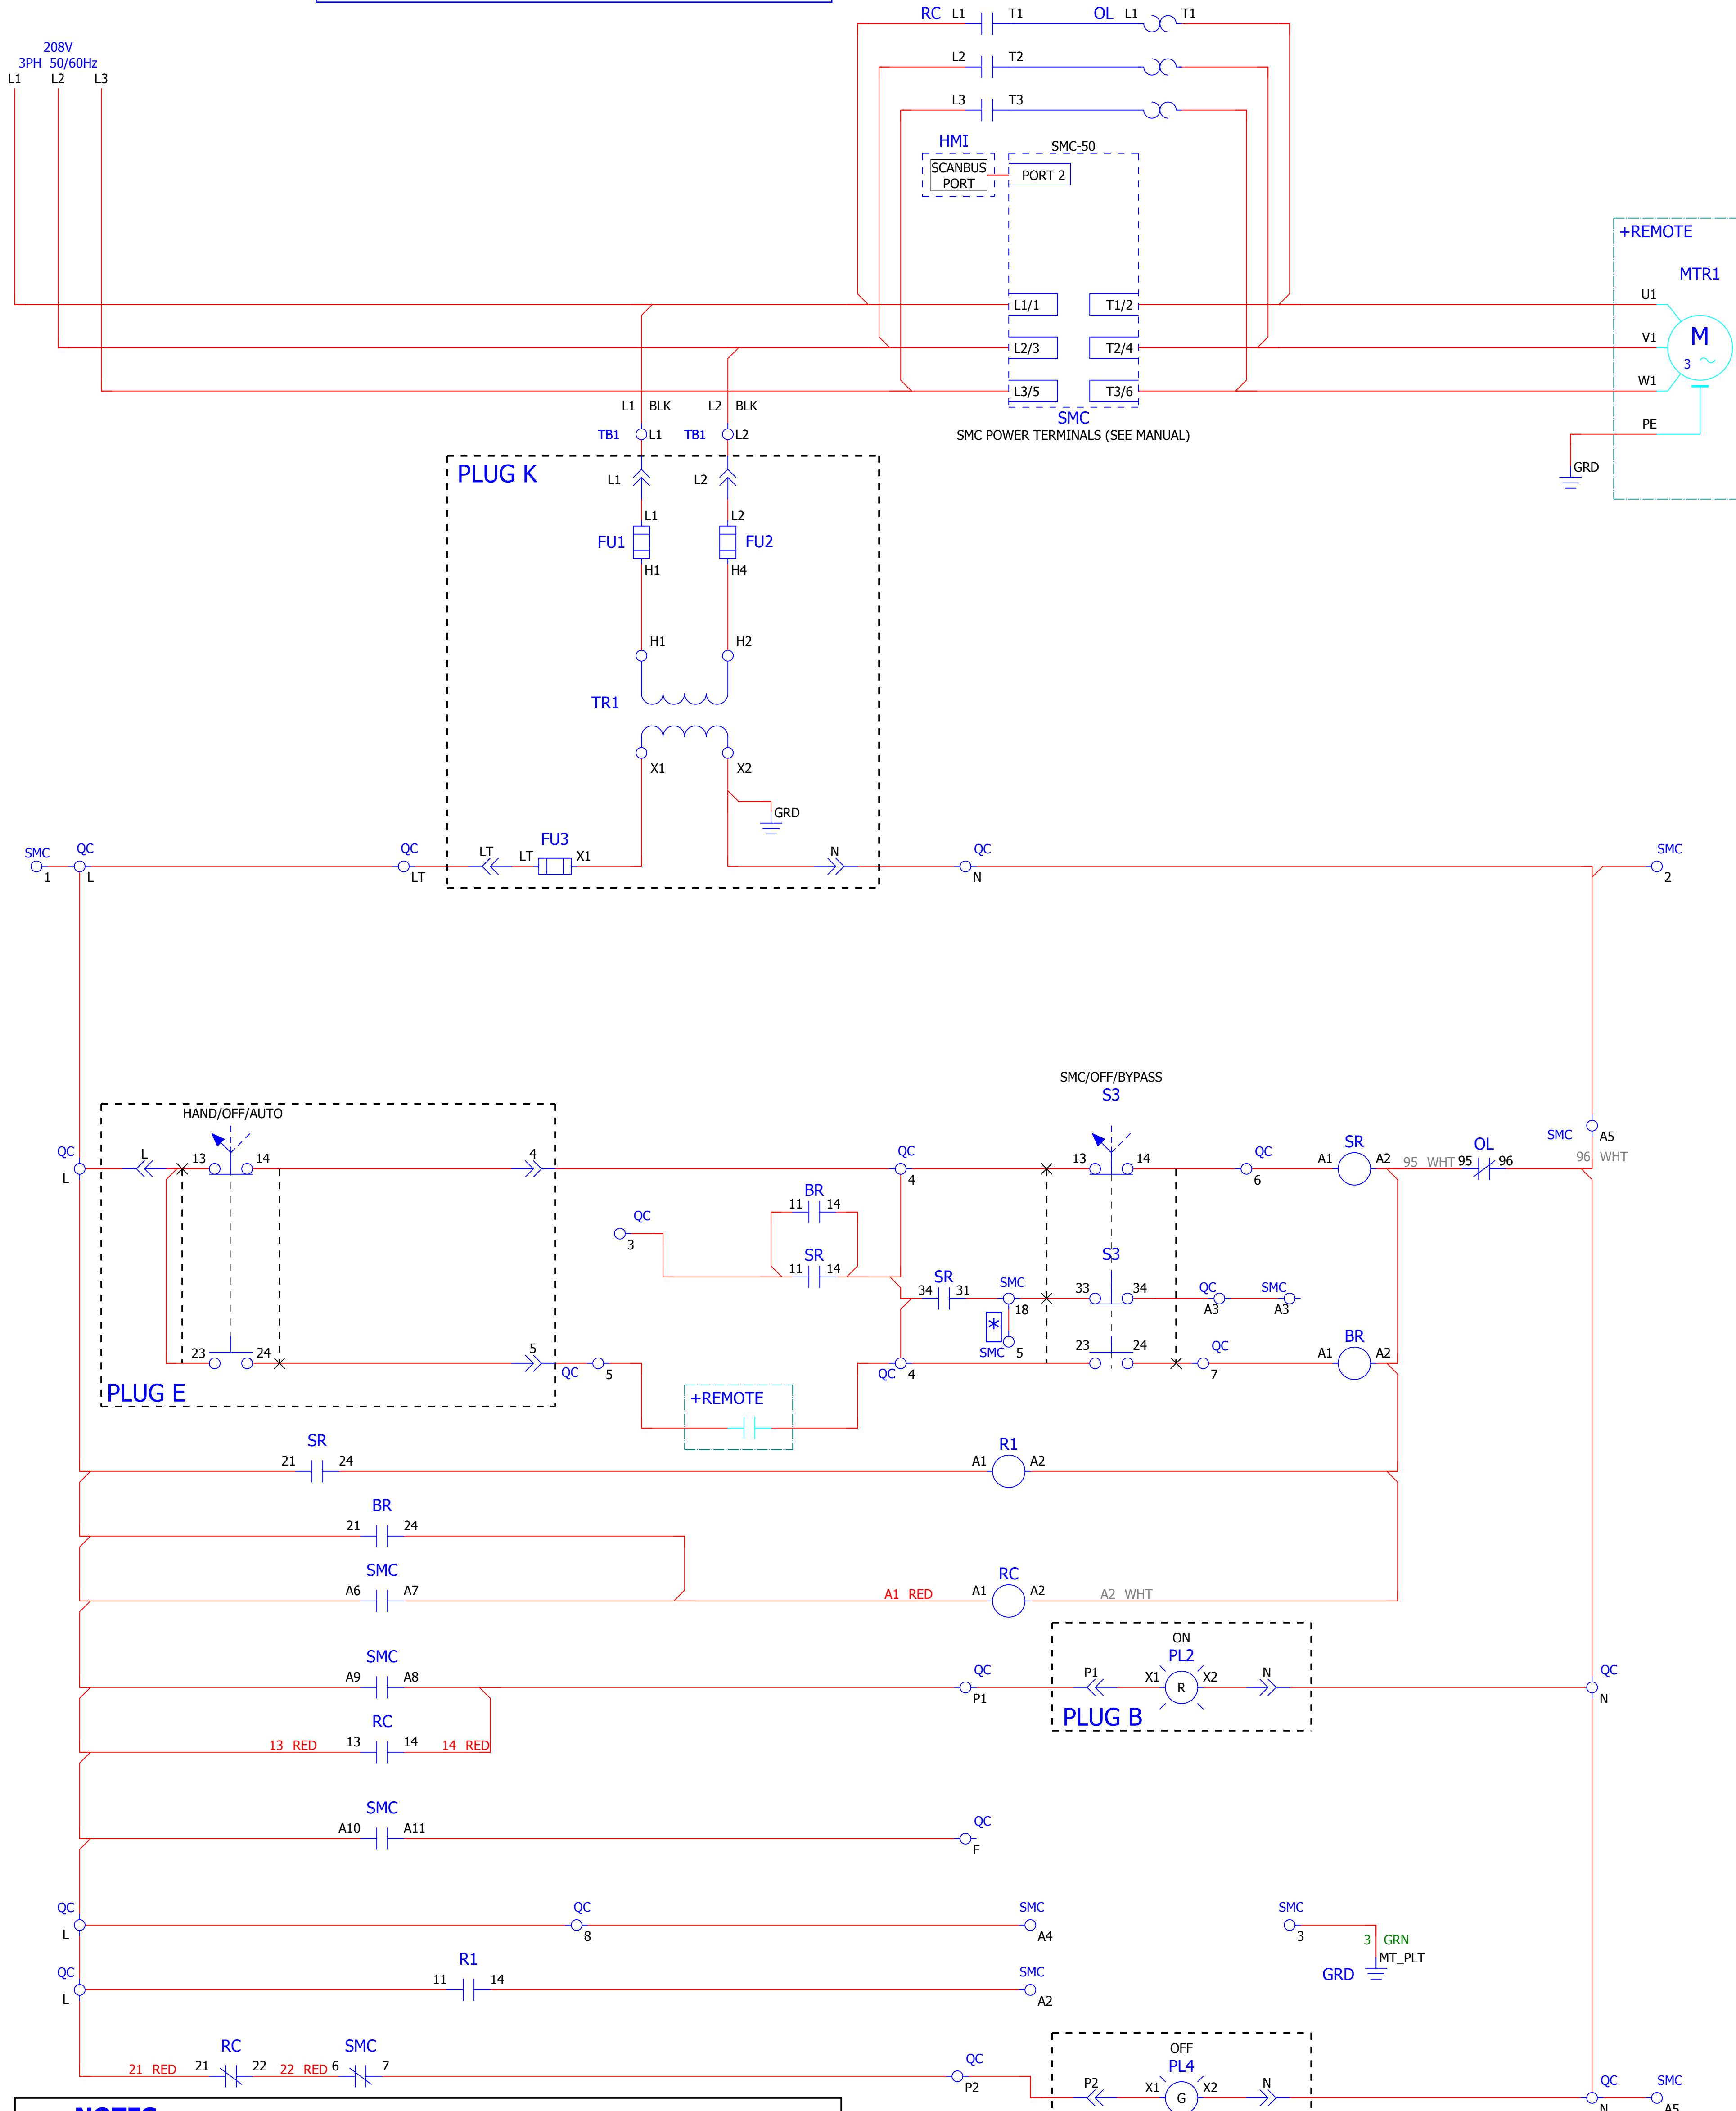 RC L1 T1 OL L1 T1
208V
3PH 50/60Hz
L1 L2 L3
L2 T2
L3 T3
HMI
SMC-50
SCANBUS
PORT
PORT 2
+REMOTE
MTR1
L1/1 T1/2 U1
M
3
L2/3 T2/4 V1
L3/5 T3/6 W1
L1 BLK L2 BLK
SMC
SMC POWER TERMINALS (SEE MANUAL)
PE
TB1 L1 TB1 L2
GRD
PLUG K
L1 L2
L1 L2
FU1 FU2
H1 H4
H1 H2
TR1
X1 X2
GRD
SMC QC QC FU3 QC SMC
LT LT X1 N
1 L LT N 2
SMC/OFF/BYPASS
S3
HAND/OFF/AUTO
SMC A5
QC L 13 14 4 QC 13 14 QC SR OL
A1 A2 95 WHT 95 96 96 WHT
L 4 6
BR
11 14
QC
3
SR
11 14
S3
SR
34 31 SMC 33 34 QC SMC
18 A3 A3
*
SMC 5
BR
23 24 5 23 24 QC A1 A2
QC 5 QC 4 7
PLUG E
+REMOTE
SR R1
21 24 A1 A2
BR
21 24
SMC RC
A6 A7 A1 RED A1 A2 A2 WHT
ON
SMC PL2
A9 A8 QC P1 X1 R X2 N QC
P1 N
PLUG B
RC
13 RED 13 14 14 RED
SMC
A10 A11 QC
F
QC QC SMC SMC
L 8 A4 3
3 GRN
MT_PLT
GRD
QC R1 SMC
11 14
L A2
RC SMC OFF
21 RED 21 22 22 RED 6 7 QC PL4
P2 P2 X1 G X2 N QC SMC
N A5
NOTES